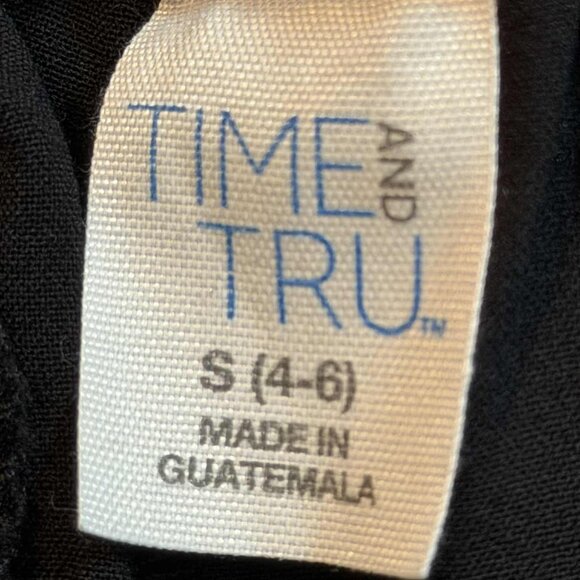 TIME AND
TRU™
S (4-6)
MADE IN
GUATEMALA